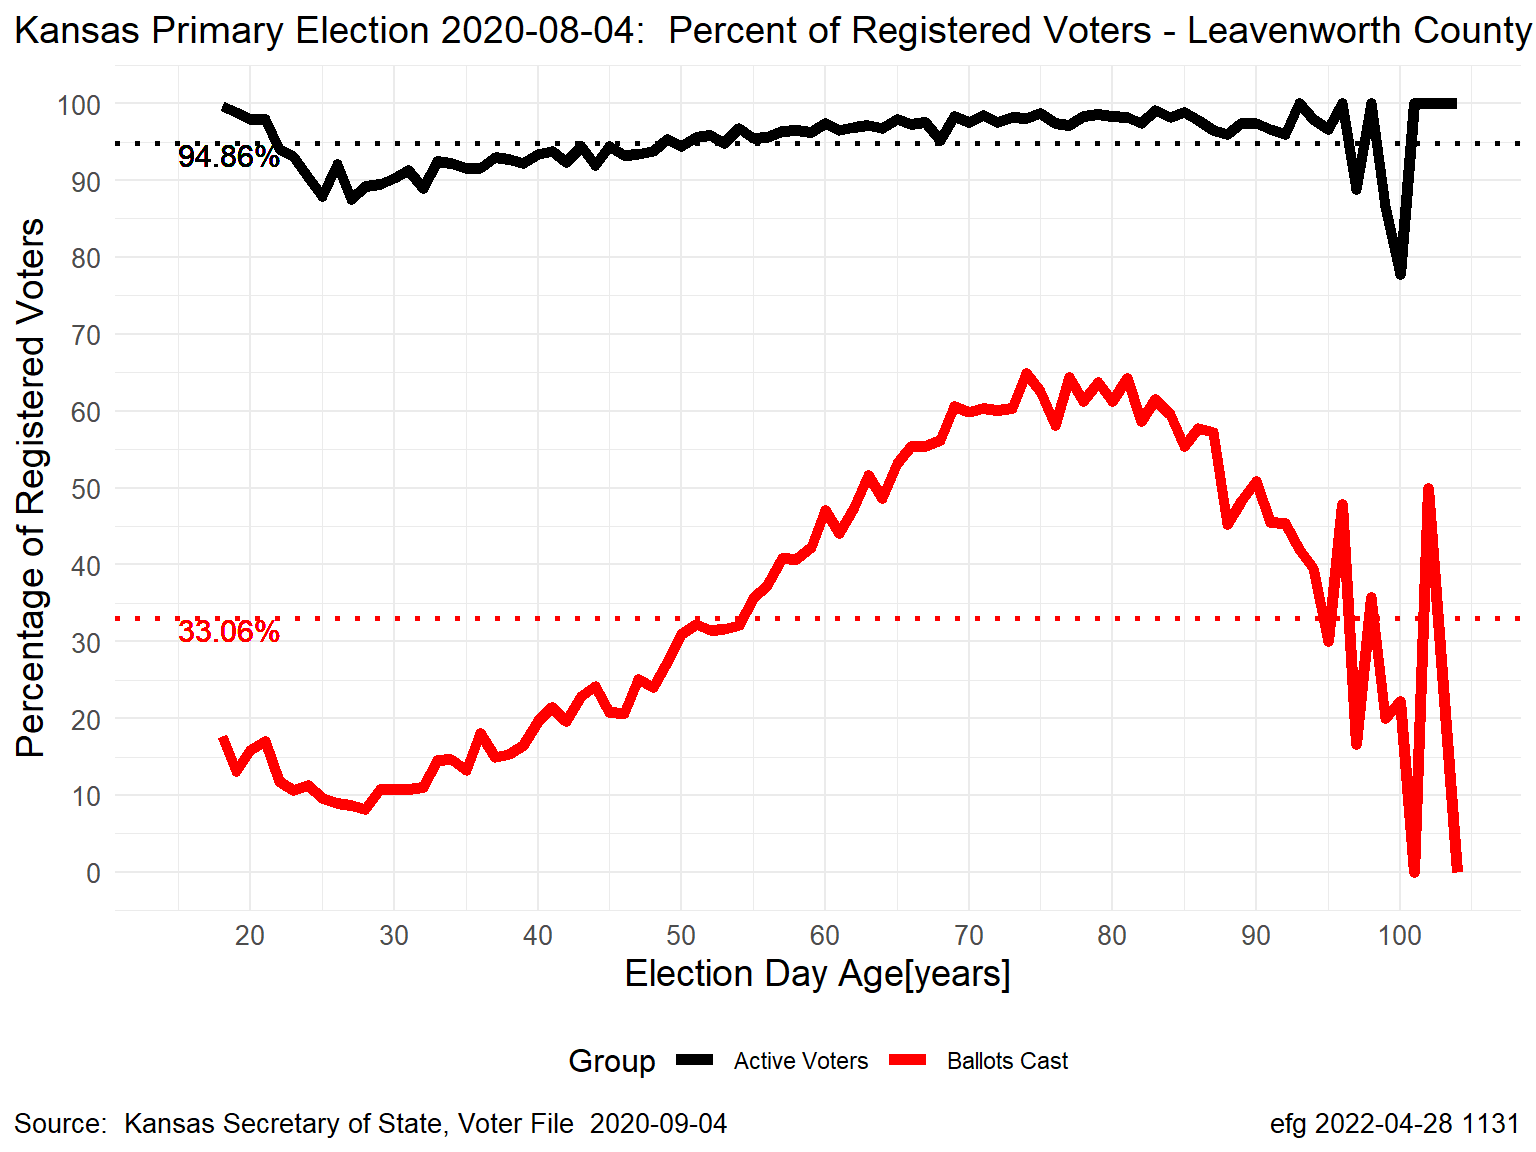 Kansas Primary Election 2020-08-04:  Percent of Registered Voters - Leavenworth County
Percentage of Registered Voters
100
90
80
70
60
50
40
30
20
10
0
94.86%
33.06%
20 30 40 50 60 70 80 90 100
Election Day Age[years]
Group Active Voters Ballots Cast
Source:  Kansas Secretary of State, Voter File  2020-09-04
efg 2022-04-28 1131